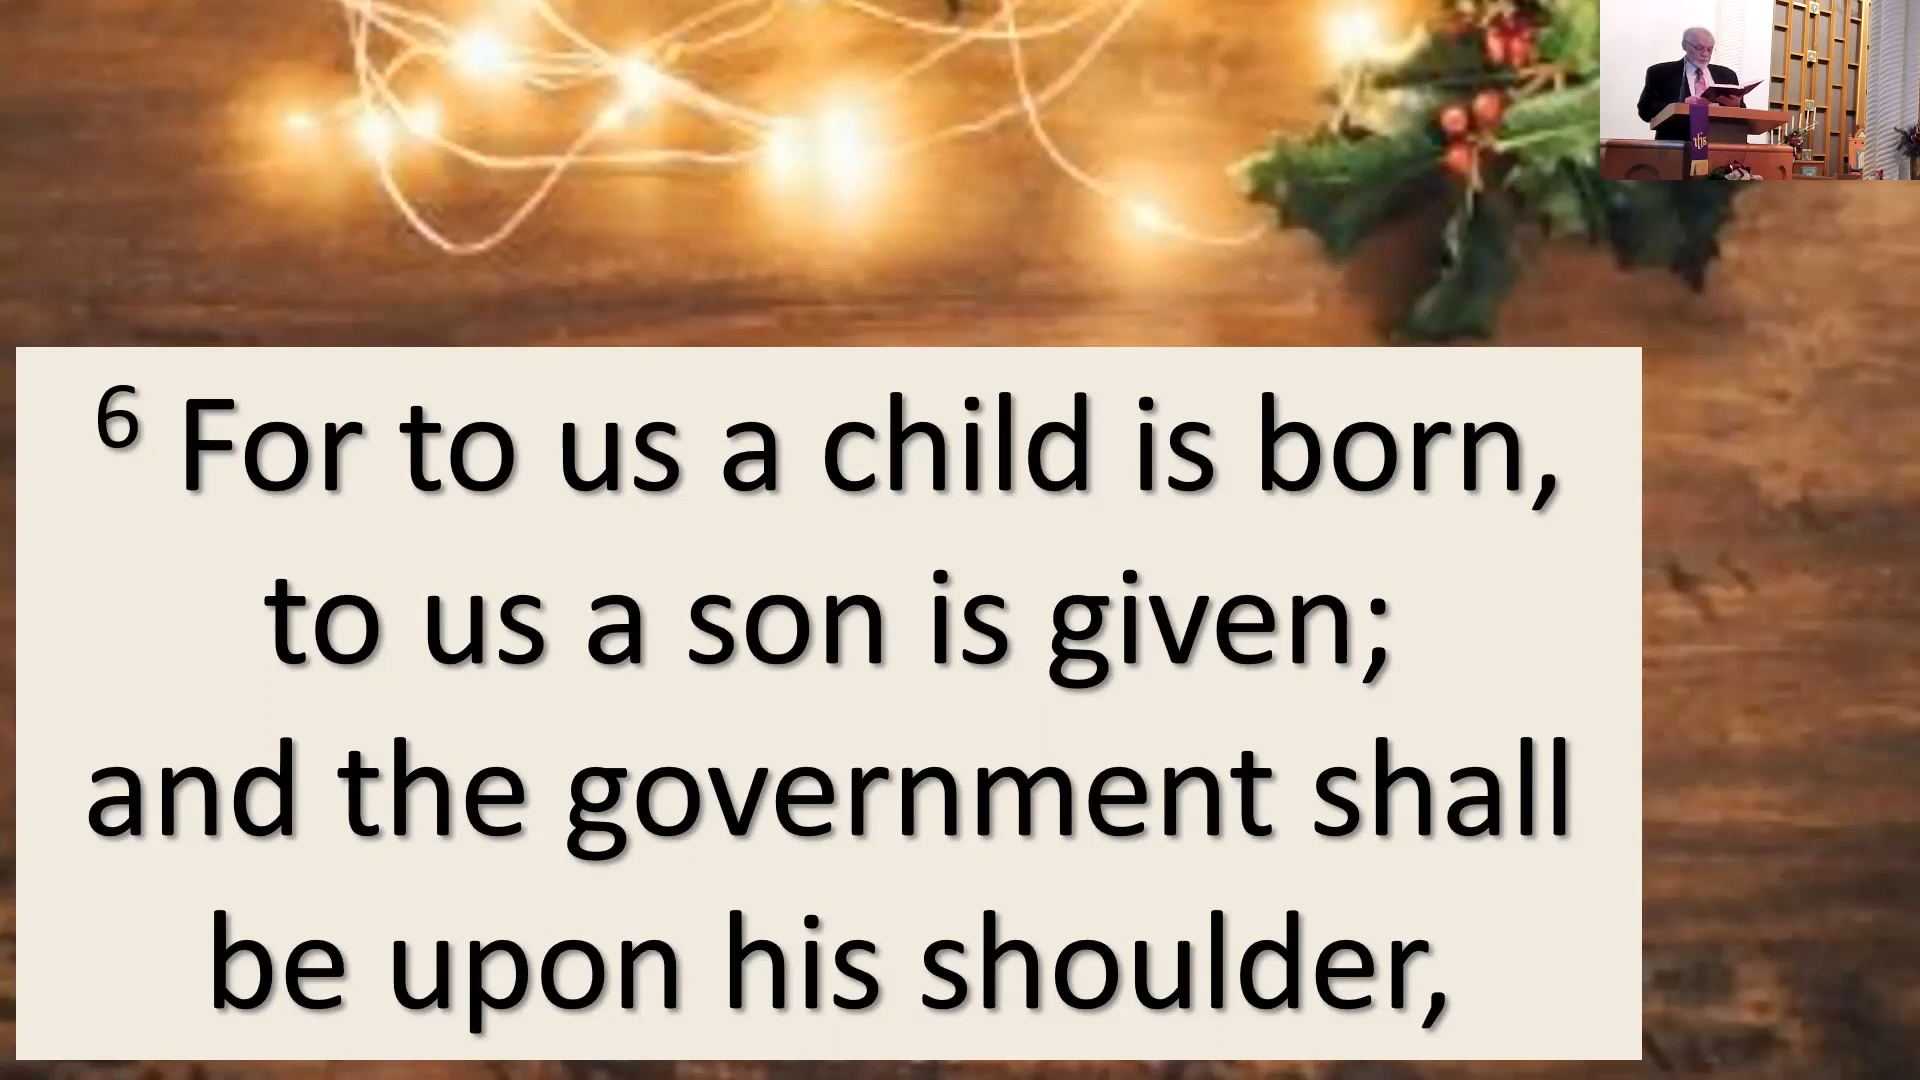 6 For to us a child is born,
to us a son is given;
and the government shall
be upon his shoulder,
ihs